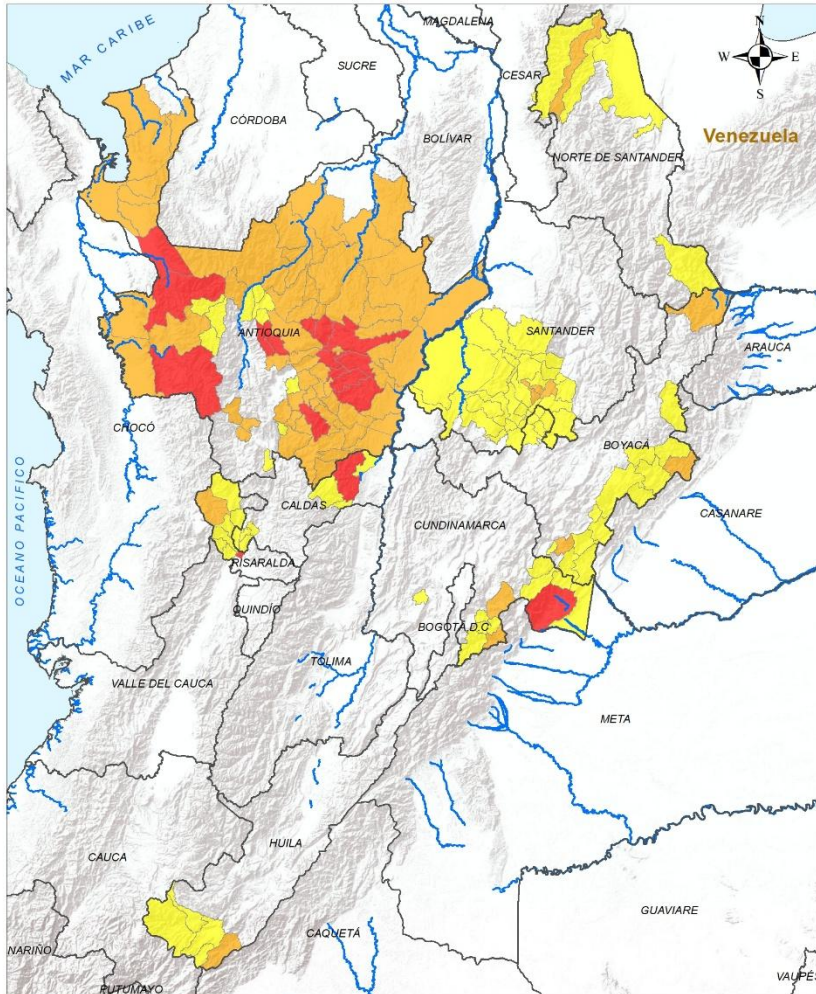 MAGDALENA
MAR CARIBE
SUCRE
CESAR
N
W
E
S
CÓRDOBA
BOLÍVAR
Venezuela
NORTE DE SANTANDER
ANTIOQUIA
SANTANDER
ARAUCA
CHOCÓ
BOYACÁ
CALDAS
CUNDINAMARCA
CASANARE
OCEANO PACIFICO
RISARALDA
QUINDÍO
BOGOTÁ D.C
TOLIMA
VALLE DEL CAUCA
META
HUILA
CAUCA
GUAVIARE
CAQUETÁ
NARIÑO
PUTUMAYO
VAUPÉS